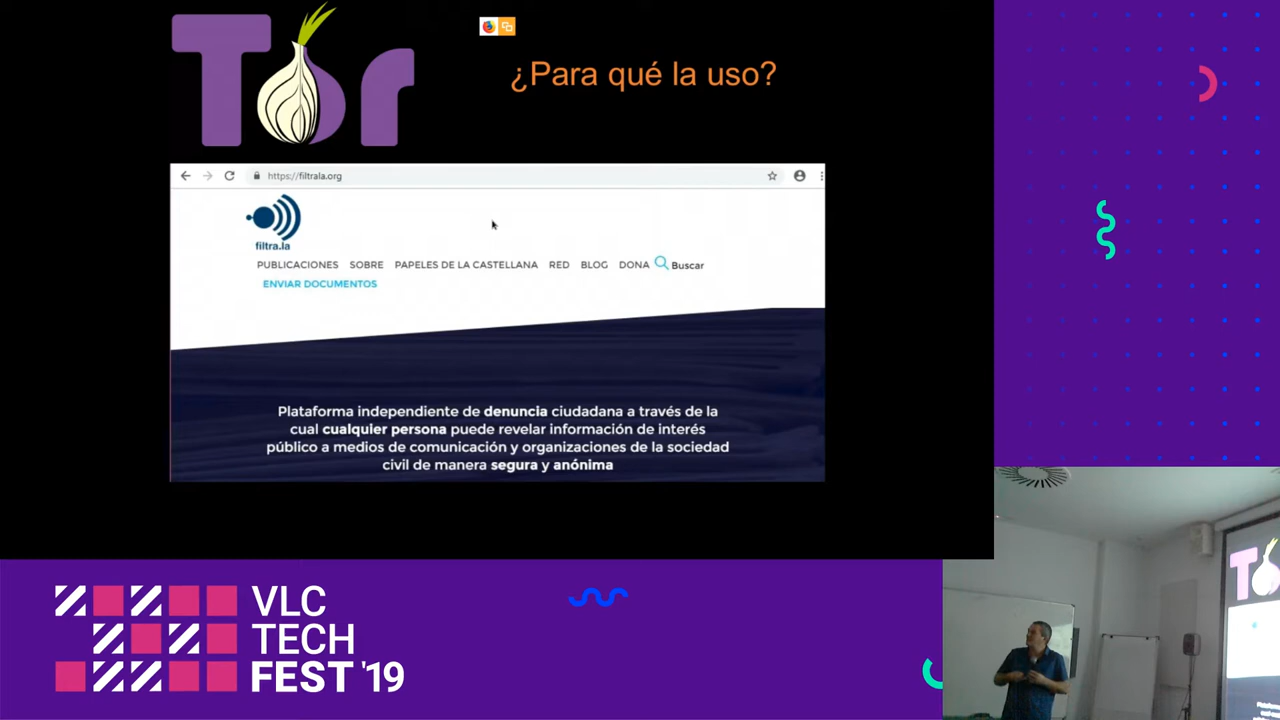 Tor
¿Para qué la uso?
https://filtrala.org
filtra.la
PUBLICACIONES SOBRE PAPELES DE LA CASTELLANA RED BLOG DONA Buscar
ENVIAR DOCUMENTOS
Plataforma independiente de denuncia ciudadana a través de la
cual cualquier persona puede revelar información de interés
público a medios de comunicación y organizaciones de la sociedad
civil de manera segura y anónima
VLC
TECH
FEST '19